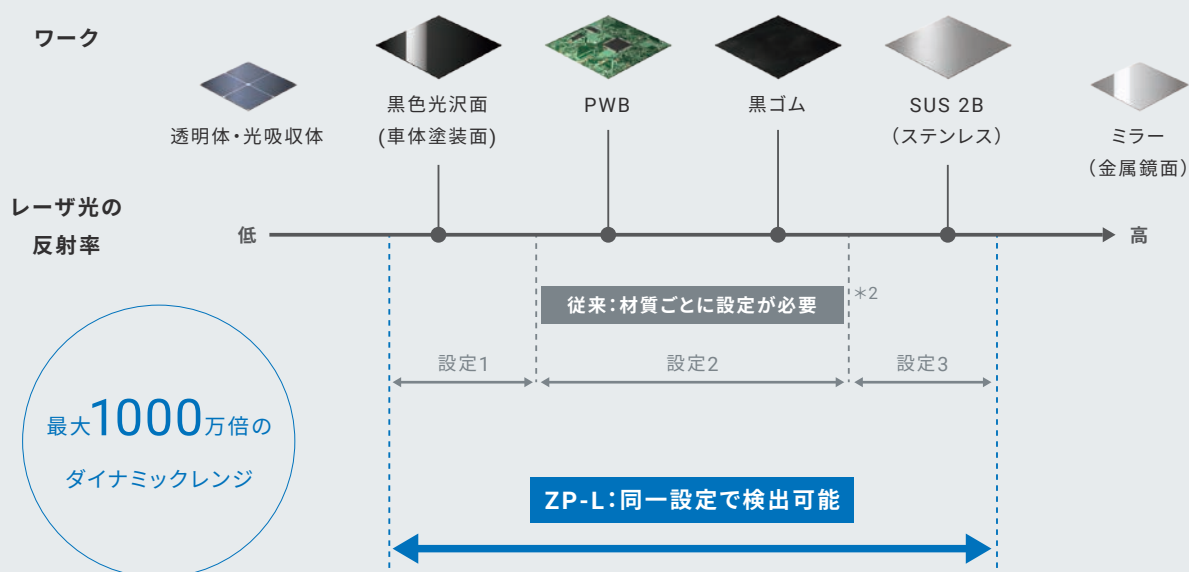 ワーク
透明体・光吸収体
黒色光沢面
(車体塗装面)
PWB
黒ゴム
SUS 2B
(ステンレス)
ミラー
(金属鏡面)
レーザ光の
反射率
低
高
従来：材質ごとに設定が必要
＊2
設定1
設定2
設定3
最大1000万倍の
ダイナミックレンジ
ZP-L：同一設定で検出可能